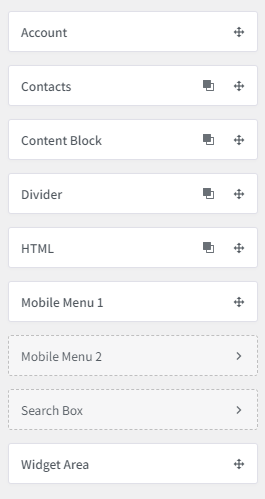 Account
Contacts
Content Block
Divider
HTML
Mobile Menu 1
Mobile Menu 2
Search Box
Widget Area